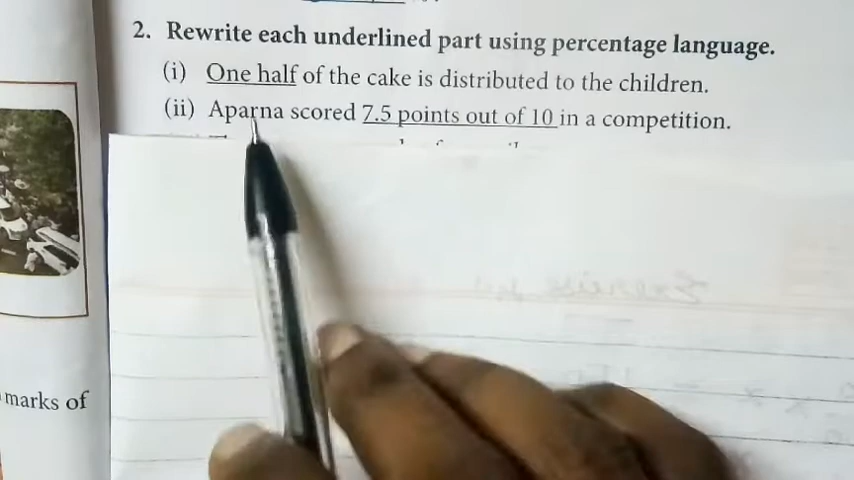 2. Rewrite each underlined part using percentage language.
(i) One half of the cake is distributed to the children.
(ii) Aparna scored 7.5 points out of 10 in a competition.
marks of